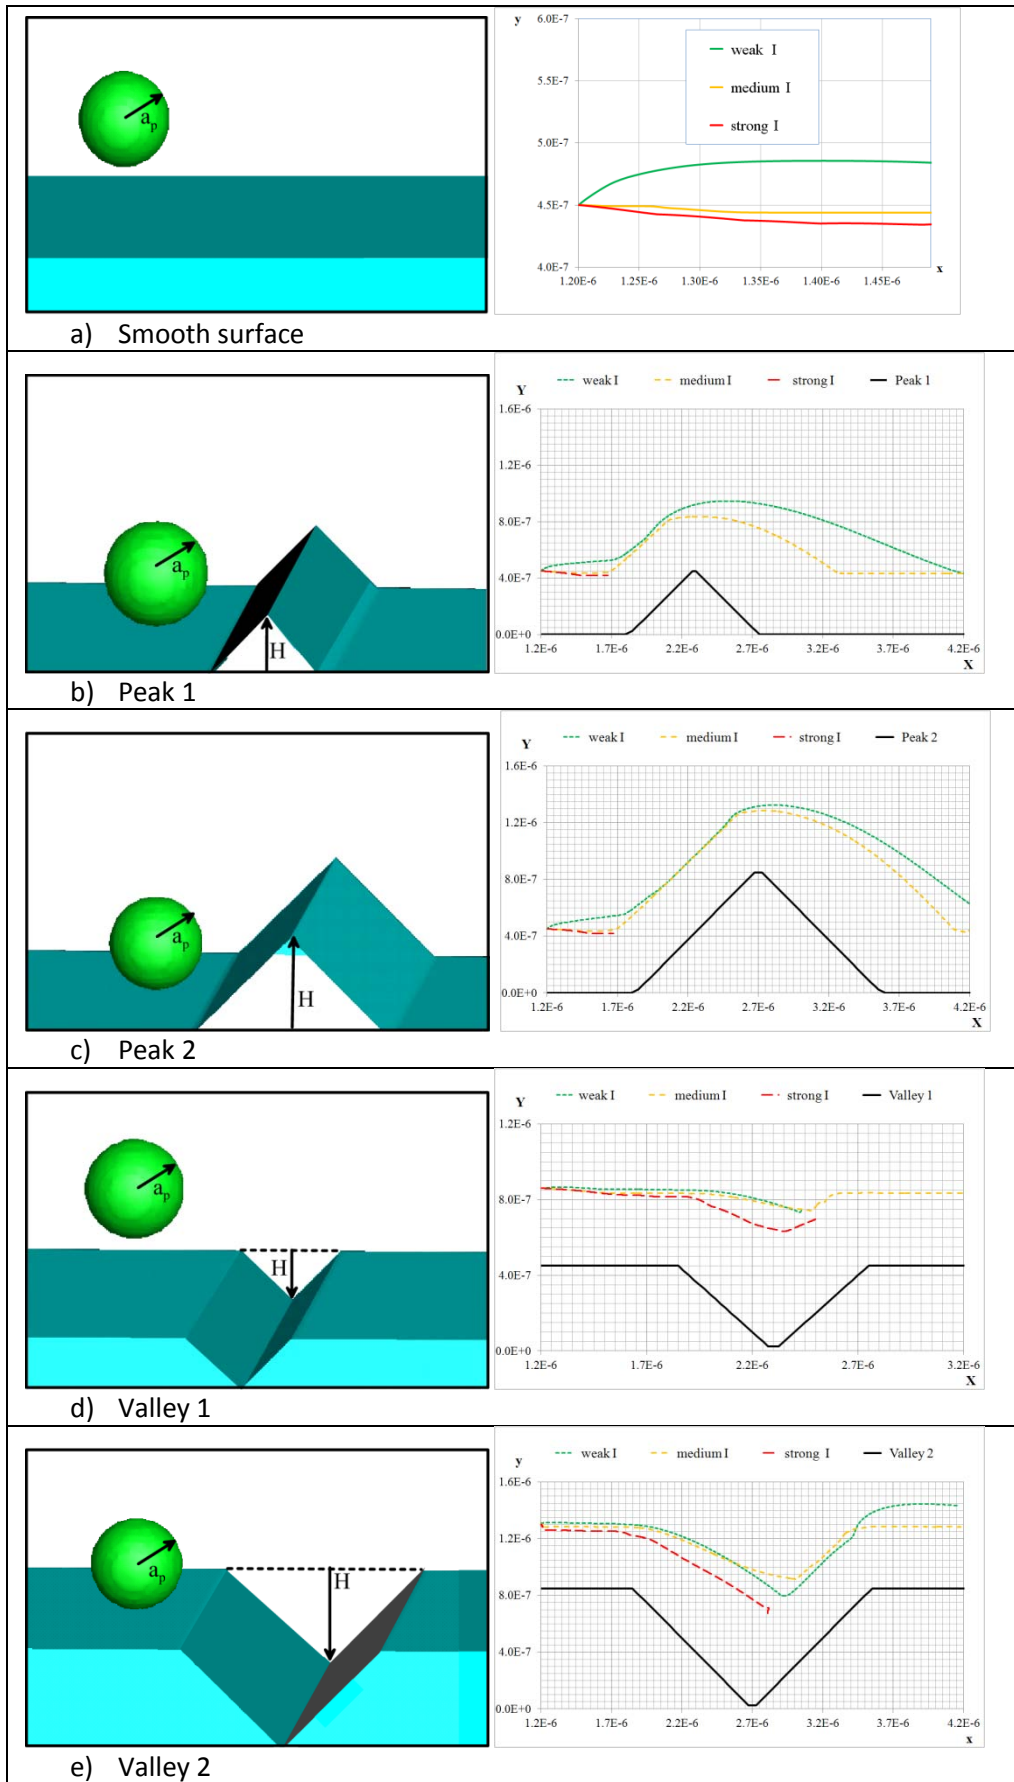 a_p
y
6.0E-7
weak I
5.5E-7
medium I
strong I
5.0E-7
4.5E-7
4.0E-7
x
1.20E-6 1.25E-6 1.30E-6 1.35E-6 1.40E-6 1.45E-6
a) Smooth surface
a_p
H
weak I medium I strong I Peak 1
Y
1.6E-6
1.2E-6
8.0E-7
4.0E-7
0.0E+0
1.2E-6 1.7E-6 2.2E-6 2.7E-6 3.2E-6 3.7E-6 4.2E-6
X
b) Peak 1
a_p
H
weak I medium I strong I Peak 2
Y
1.6E-6
1.2E-6
8.0E-7
4.0E-7
0.0E+0
1.2E-6 1.7E-6 2.2E-6 2.7E-6 3.2E-6 3.7E-6 4.2E-6
X
c) Peak 2
a_p
H
weak I medium I strong I Valley 1
Y
1.2E-6
8.0E-7
4.0E-7
0.0E+0
1.2E-6 1.7E-6 2.2E-6 2.7E-6 3.2E-6
X
d) Valley 1
a_p
H
weak I medium I strong I Valley 2
y
1.6E-6
1.2E-6
8.0E-7
4.0E-7
0.0E+0
1.2E-6 1.7E-6 2.2E-6 2.7E-6 3.2E-6 3.7E-6 4.2E-6
x
e) Valley 2